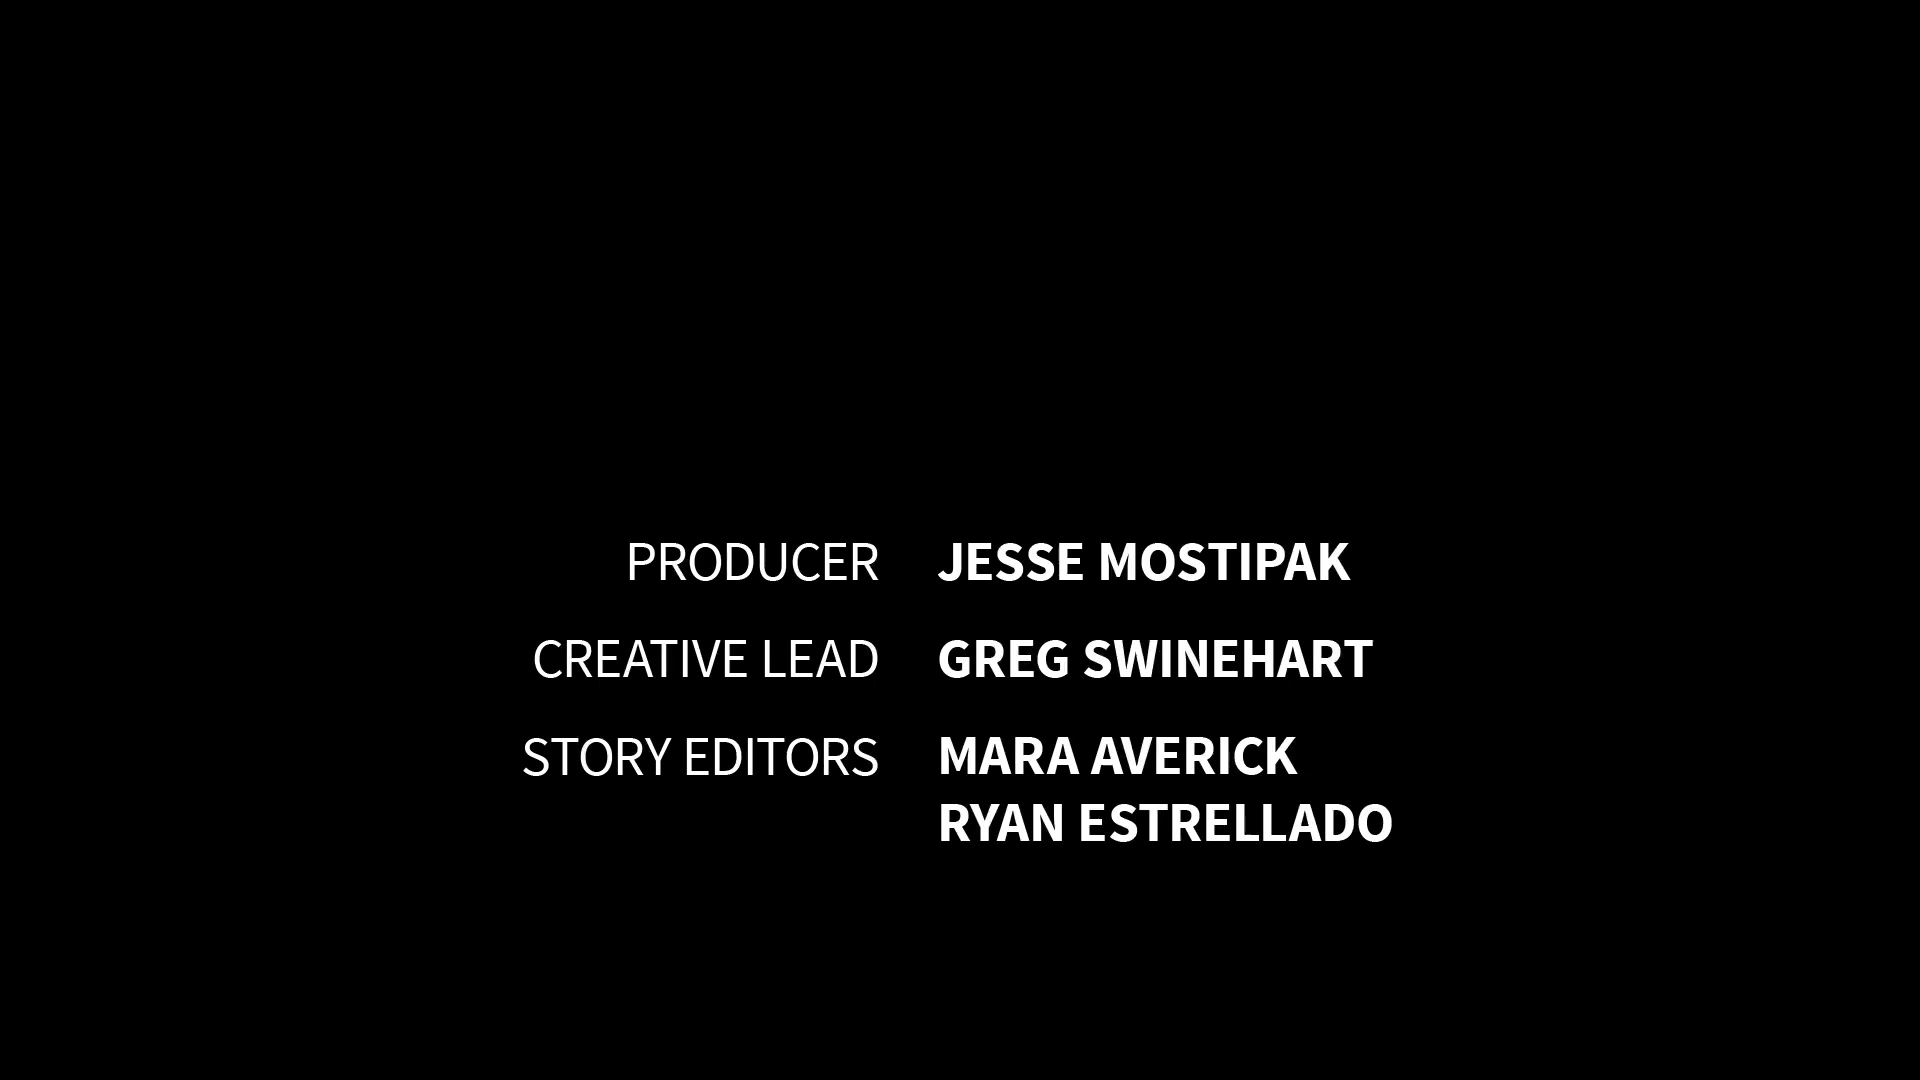 PRODUCER JESSE MOSTIPAK
CREATIVE LEAD GREG SWINEHART
STORY EDITORS MARA AVERICK
RYAN ESTRELLADO